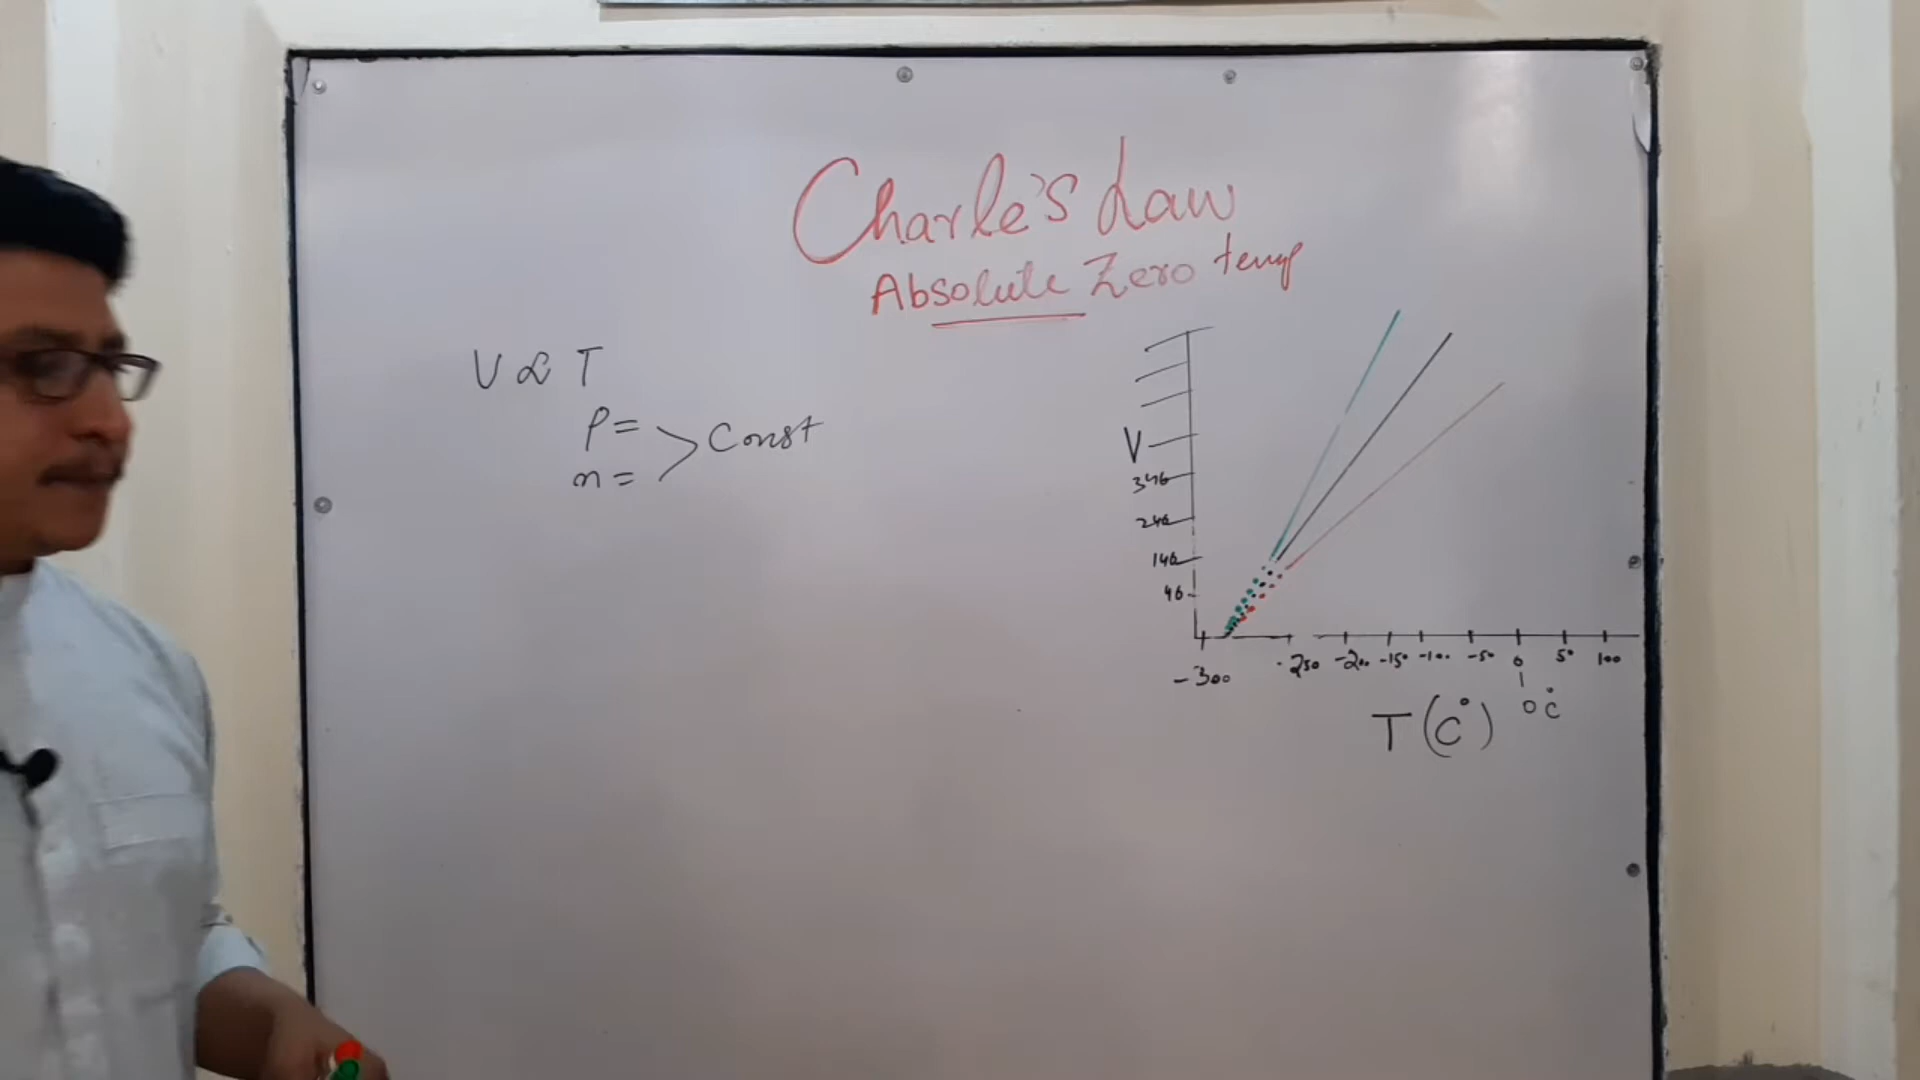 Charle's Law
Absolute Zero temp
V ∝ T
P =
n =
> Const
V
346
246
146
46
-300
-250 -200 -150 -100 -50 0 50 100
0 °C
T (C°)